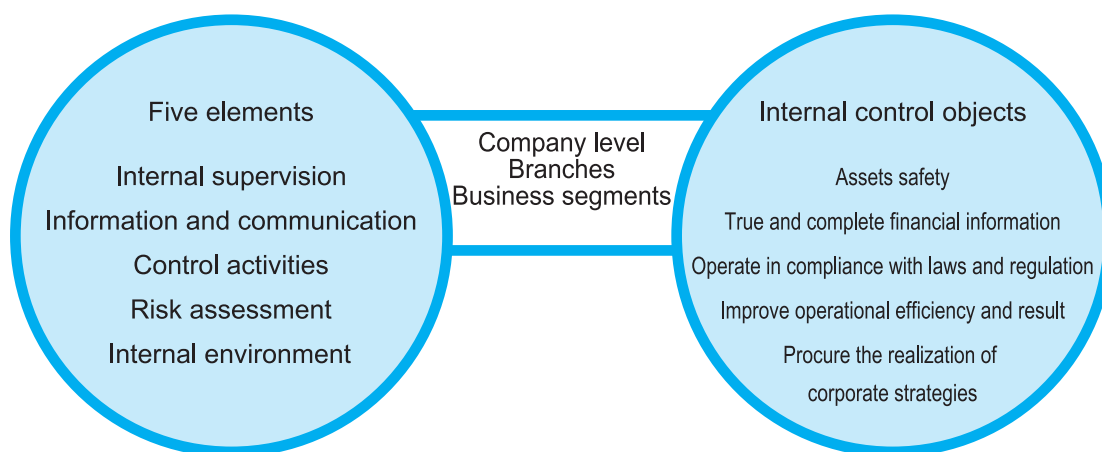 Five elements
Internal supervision
Information and communication
Control activities
Risk assessment
Internal environment
Company level
Branches
Business segments
Internal control objects
Assets safety
True and complete financial information
Operate in compliance with laws and regulation
Improve operational efficiency and result
Procure the realization of
corporate strategies